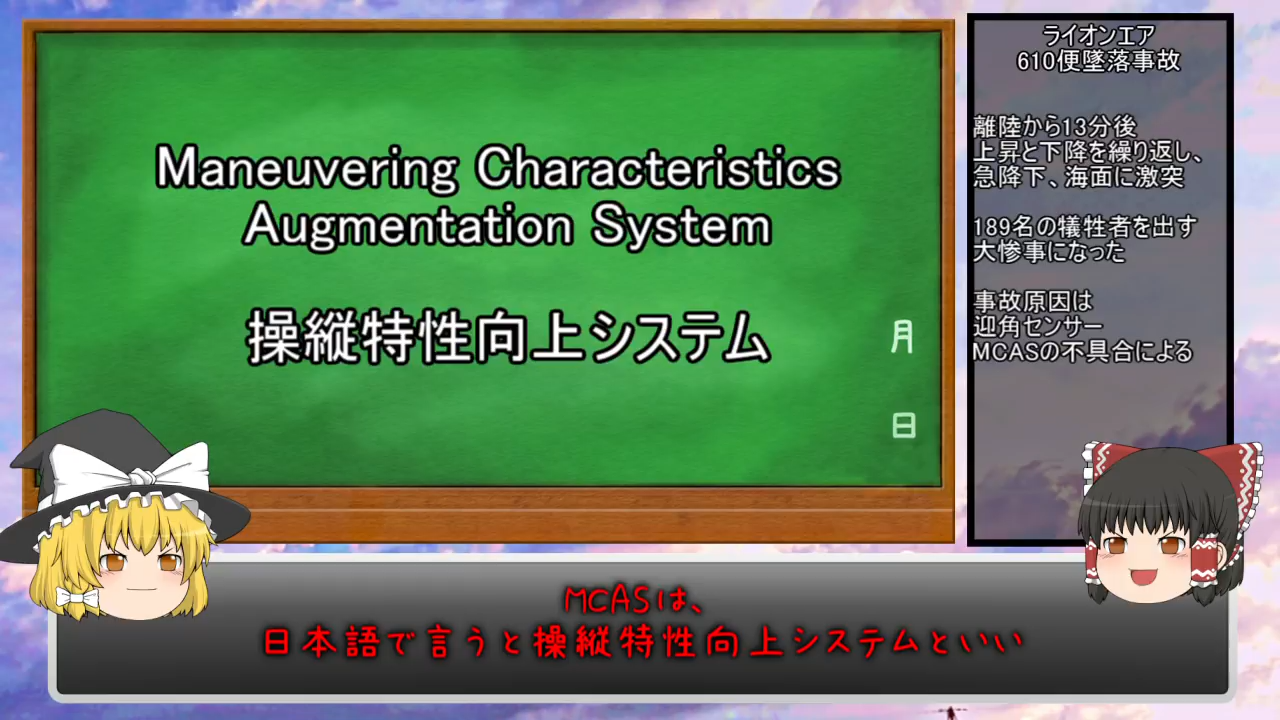 Maneuvering Characteristics
Augmentation System
操縦特性向上システム
月
日
ライオンエア
610便墜落事故
離陸から13分後
上昇と下降を繰り返し、
急降下、海面に激突
189名の犠牲者を出す
大惨事になった
事故原因は
迎角センサー
MCASの不具合による
MCASは、
日本語で言うと操縦特性向上システムといい